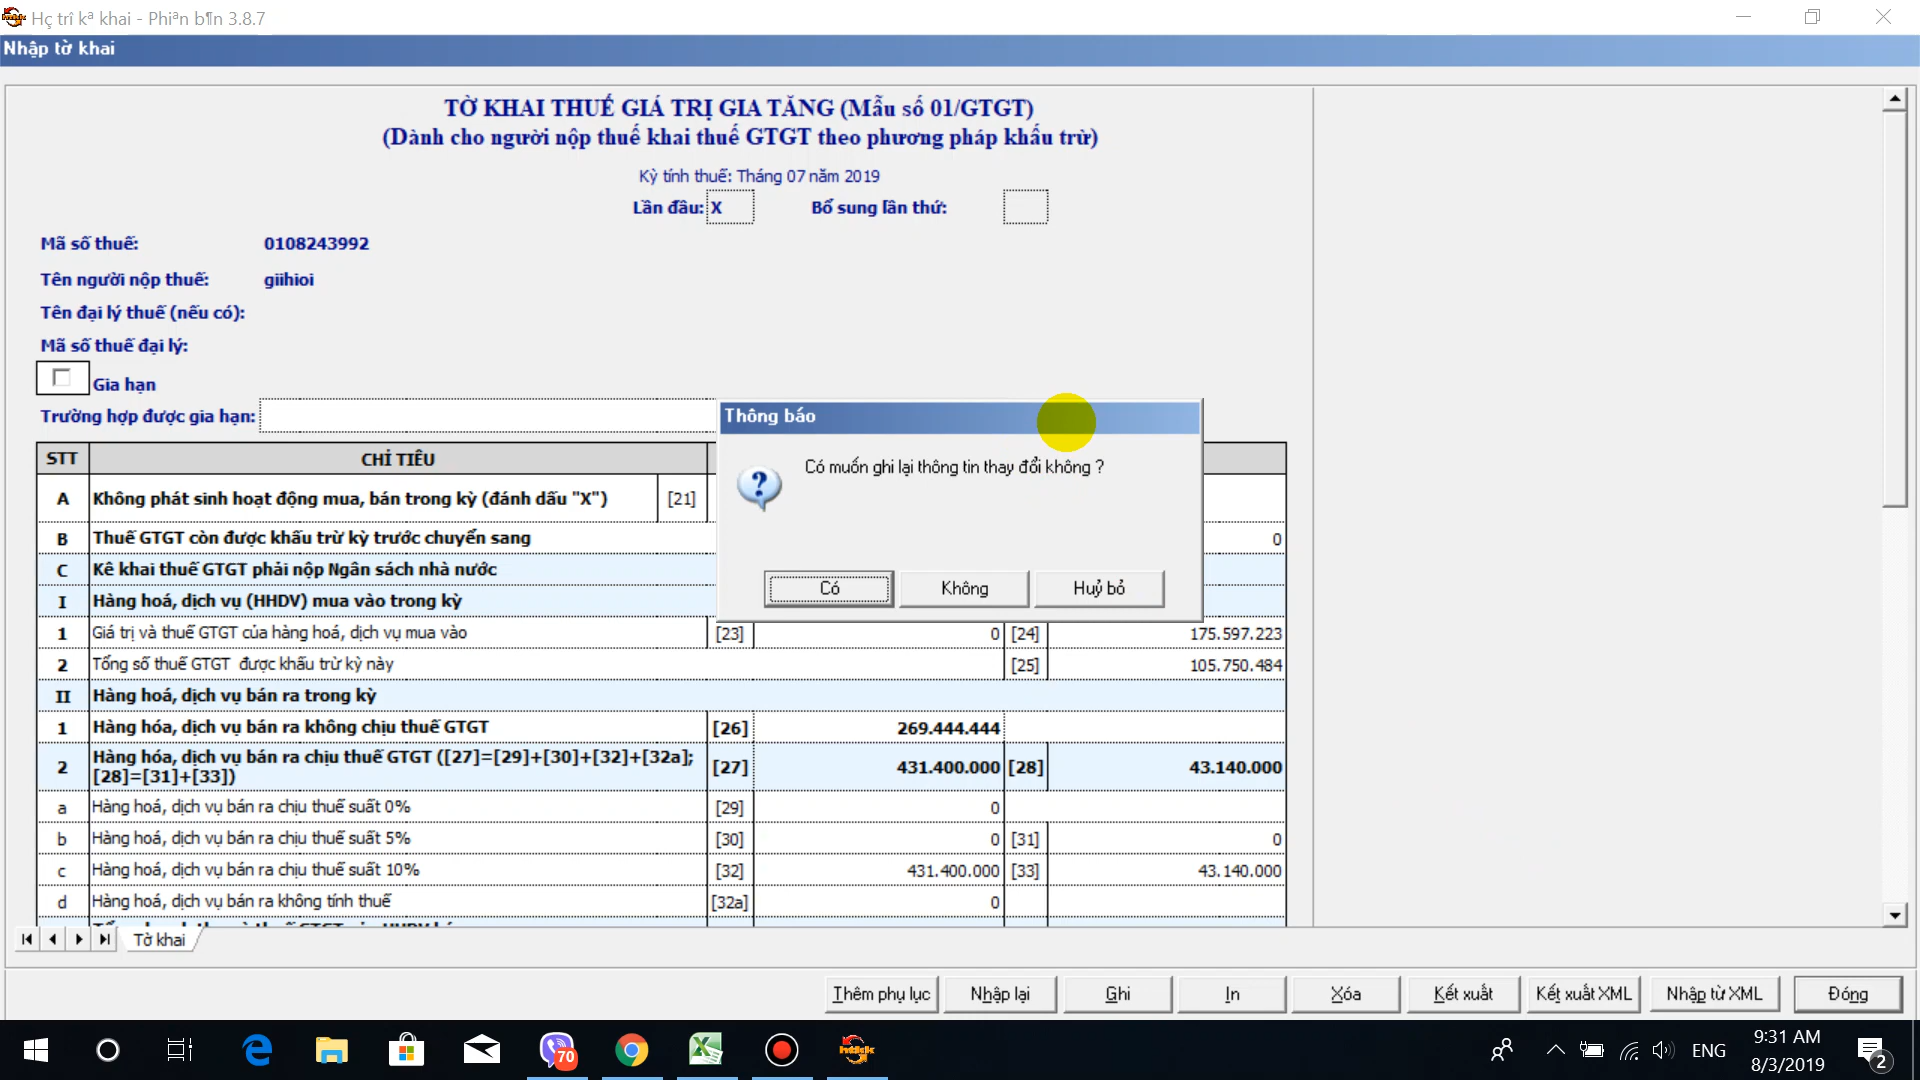 Hç trî kª khai - Phiªn b¶n 3.8.7
Nhập tờ khai
TỜ KHAI THUẾ GIÁ TRỊ GIA TĂNG (Mẫu số 01/GTGT)
(Dành cho người nộp thuế khai thuế GTGT theo phương pháp khấu trừ)
Kỳ tính thuế: Tháng 07 năm 2019
Lần đầu: X Bổ sung lần thứ:
Mã số thuế: 0108243992
Tên người nộp thuế: giihioi
Tên đại lý thuế (nếu có):
Mã số thuế đại lý:
Gia hạn
Trường hợp được gia hạn:
Thông báo
Có muốn ghi lại thông tin thay đổi không ?
Có Không Huỷ bỏ
STT CHỈ TIÊU
A Không phát sinh hoạt động mua, bán trong kỳ (đánh dấu "X") [21]
B Thuế GTGT còn được khấu trừ kỳ trước chuyển sang 0
C Kê khai thuế GTGT phải nộp Ngân sách nhà nước
I Hàng hoá, dịch vụ (HHDV) mua vào trong kỳ
1 Giá trị và thuế GTGT của hàng hoá, dịch vụ mua vào [23] 0 [24] 175.597.223
2 Tổng số thuế GTGT được khấu trừ kỳ này [25] 105.750.484
II Hàng hoá, dịch vụ bán ra trong kỳ
1 Hàng hóa, dịch vụ bán ra không chịu thuế GTGT [26] 269.444.444
2 Hàng hóa, dịch vụ bán ra chịu thuế GTGT ([27]=[29]+[30]+[32]+[32a]; [27] 431.400.000 [28] 43.140.000
[28]=[31]+[33])
a Hàng hoá, dịch vụ bán ra chịu thuế suất 0% [29] 0
b Hàng hoá, dịch vụ bán ra chịu thuế suất 5% [30] 0 [31] 0
c Hàng hoá, dịch vụ bán ra chịu thuế suất 10% [32] 431.400.000 [33] 43.140.000
d Hàng hoá, dịch vụ bán ra không tính thuế [32a] 0
Tờ khai
Thêm phụ lục Nhập lại Ghi In Xóa Kết xuất Kết xuất XML Nhập từ XML Đóng
70
htkk
ENG
9:31 AM
8/3/2019
2